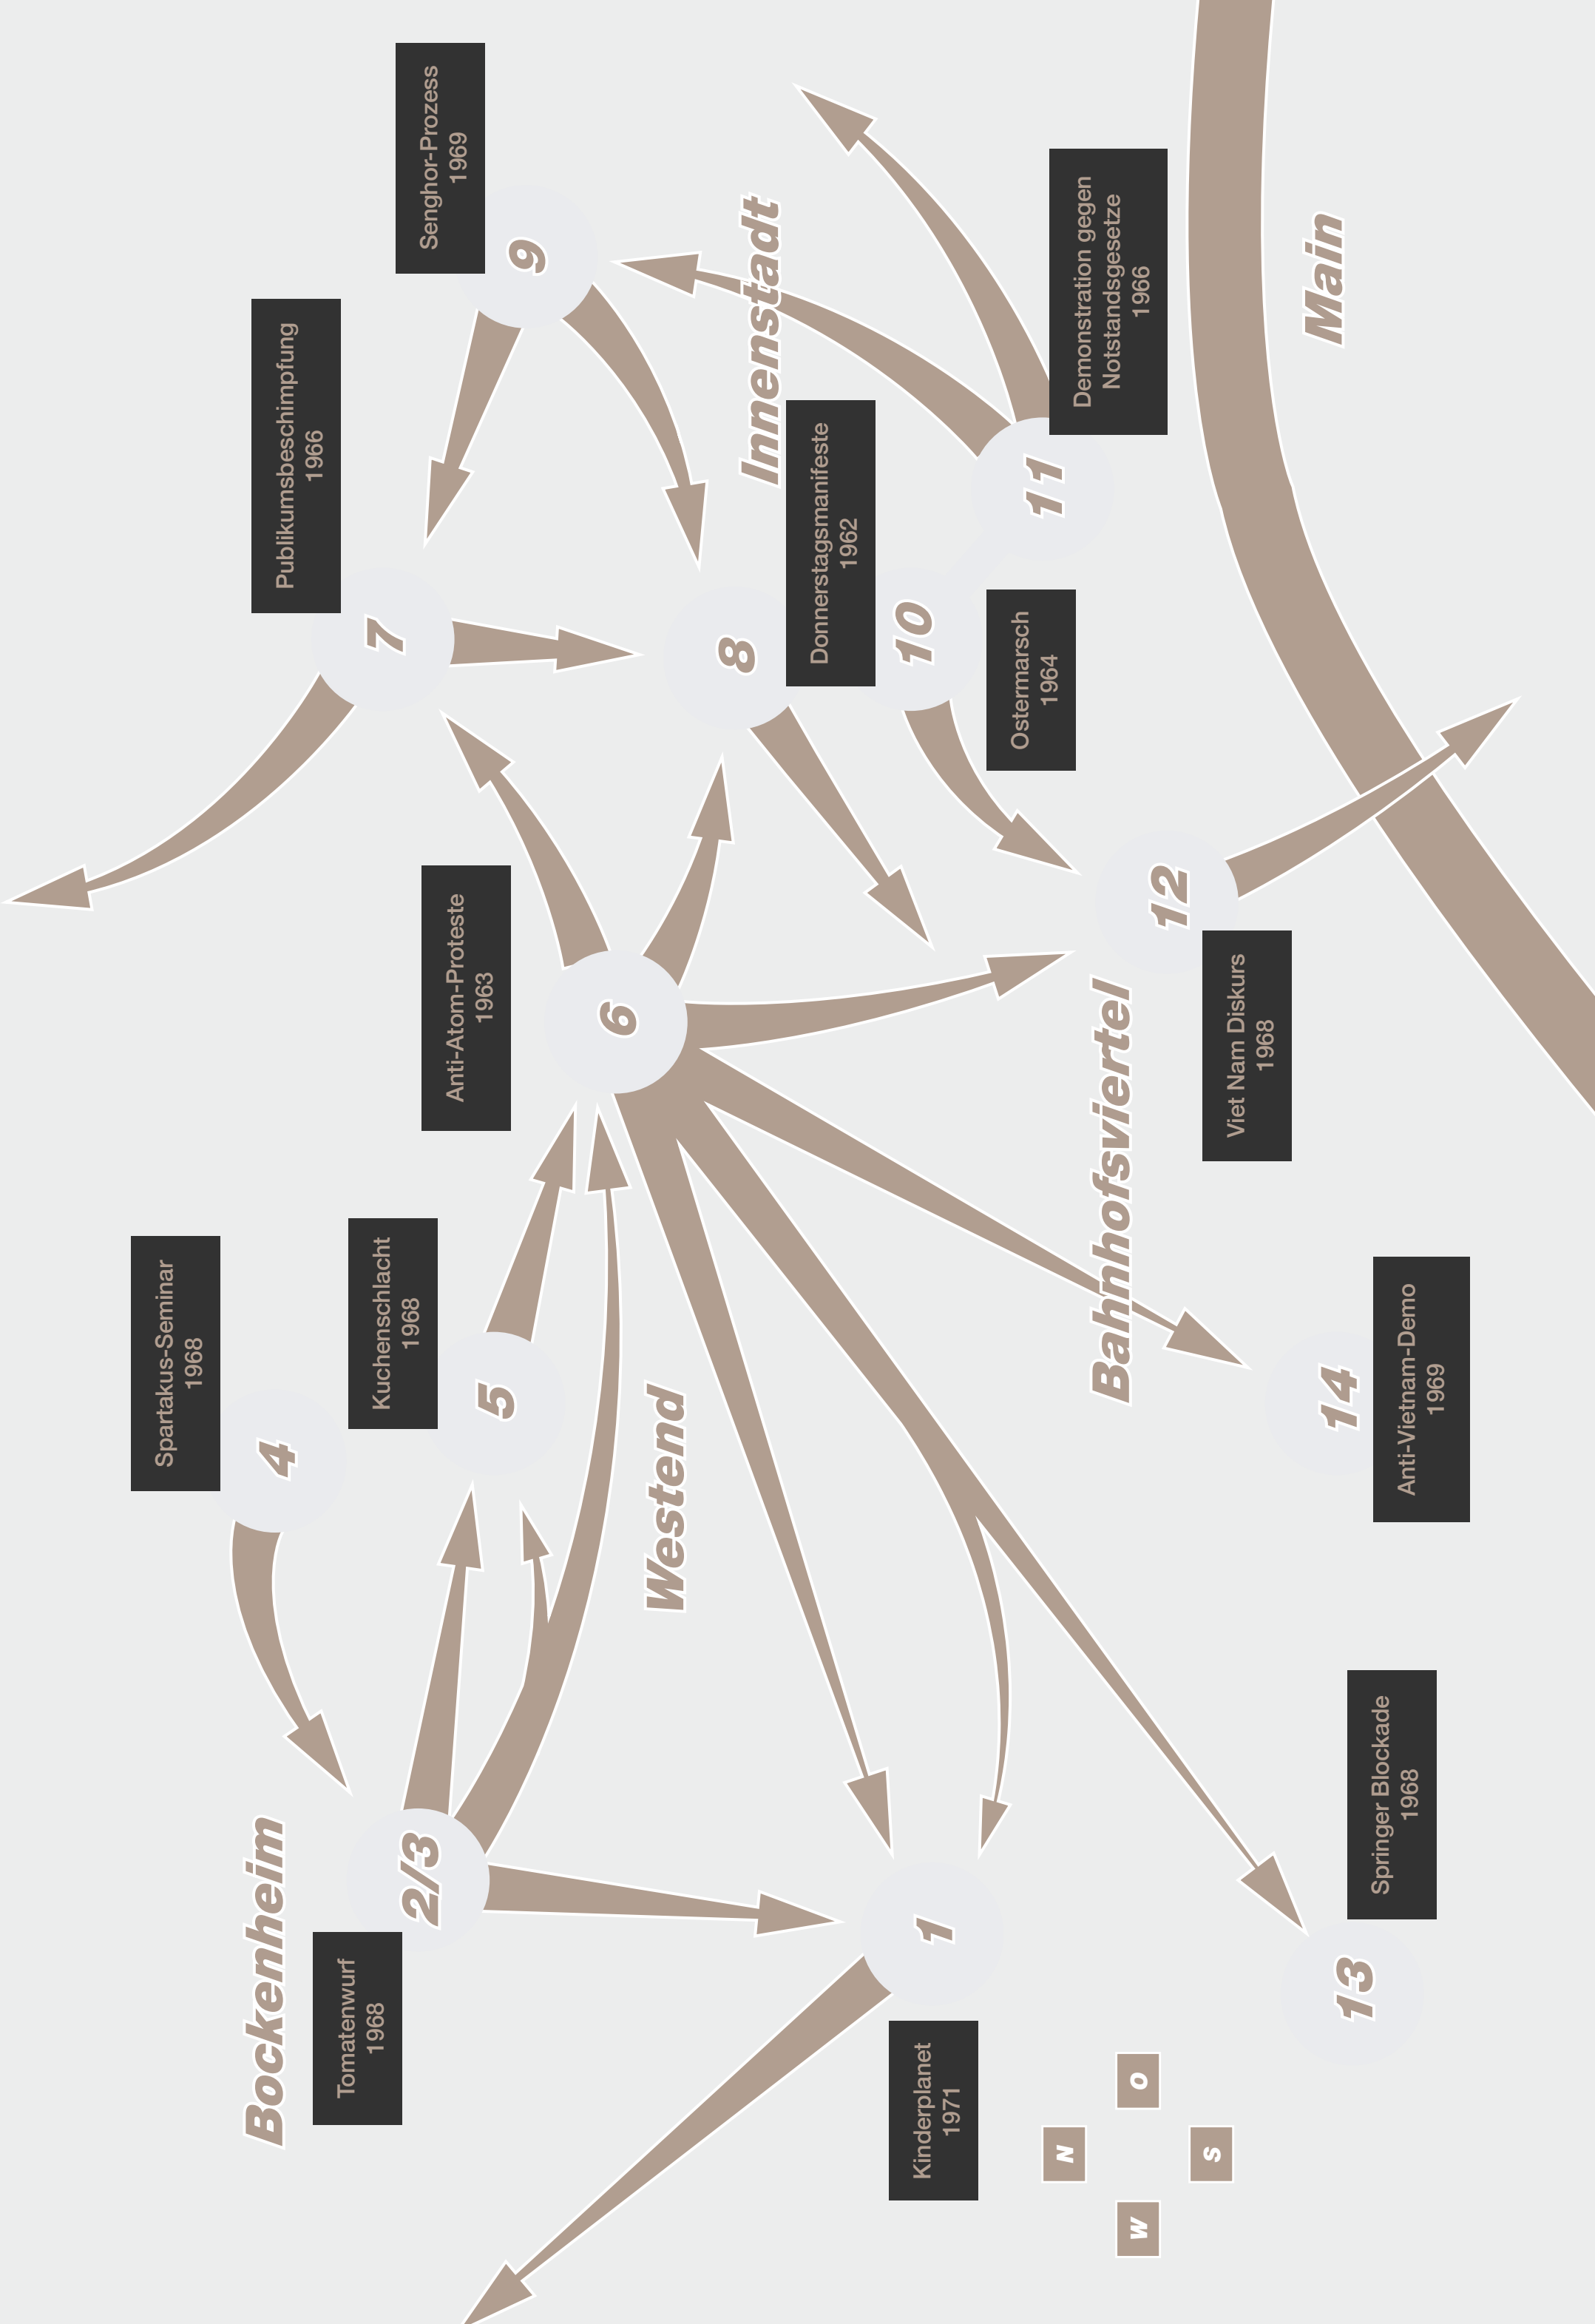 Bockenheim
Tomatenwurf
1968
2/3
Spartakus-Seminar
1968
4
Kuchenschlacht
1968
5
Anti-Atom-Proteste
1963
6
Publikumsbeschimpfung
1966
7
Senghor-Prozess
1969
9
Westend
8
Innenstadt
Donnerstagsmanifeste
1962
10
Ostermarsch
1964
11
Demonstration gegen
Notstandsgesetze
1966
Kinderplanet
1971
1
Bahnhofsviertel
12
Viet Nam Diskurs
1968
Main
N
W
O
S
13
Springer Blockade
1968
14
Anti-Vietnam-Demo
1969